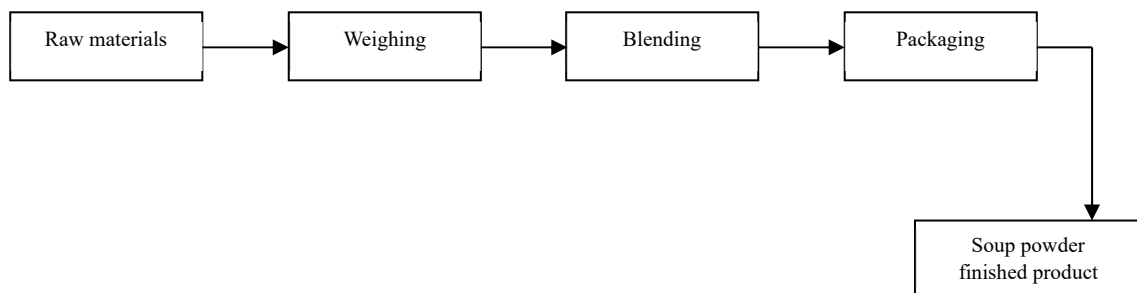 Raw materials
Weighing
Blending
Packaging
Soup powder
finished product